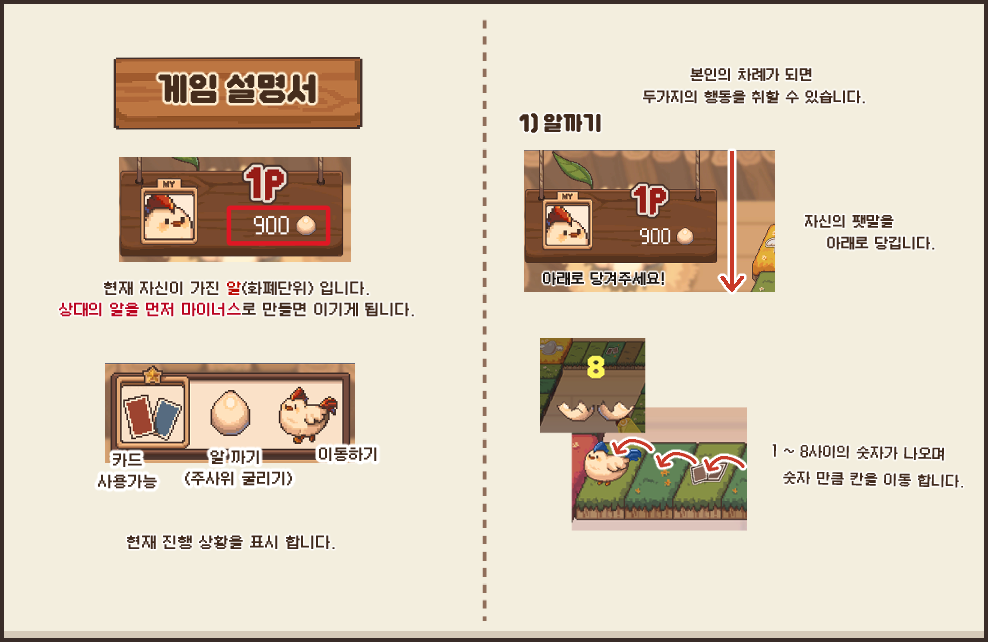 게임 설명서
MY
1P
900
현재 자신이 가진 알(화폐단위) 입니다.
상대의 알을 먼저 마이너스로 만들면 이기게 됩니다.
카드
사용가능
알 까기
(주사위 굴리기)
이동하기
현재 진행 상황을 표시 합니다.
본인의 차례가 되면
두가지의 행동을 취할 수 있습니다.
1) 알까기
MY
1P
900
아래로 당겨주세요!
자신의 팻말을
아래로 당깁니다.
8
1 ~ 8사이의 숫자가 나오며
숫자 만큼 칸을 이동 합니다.